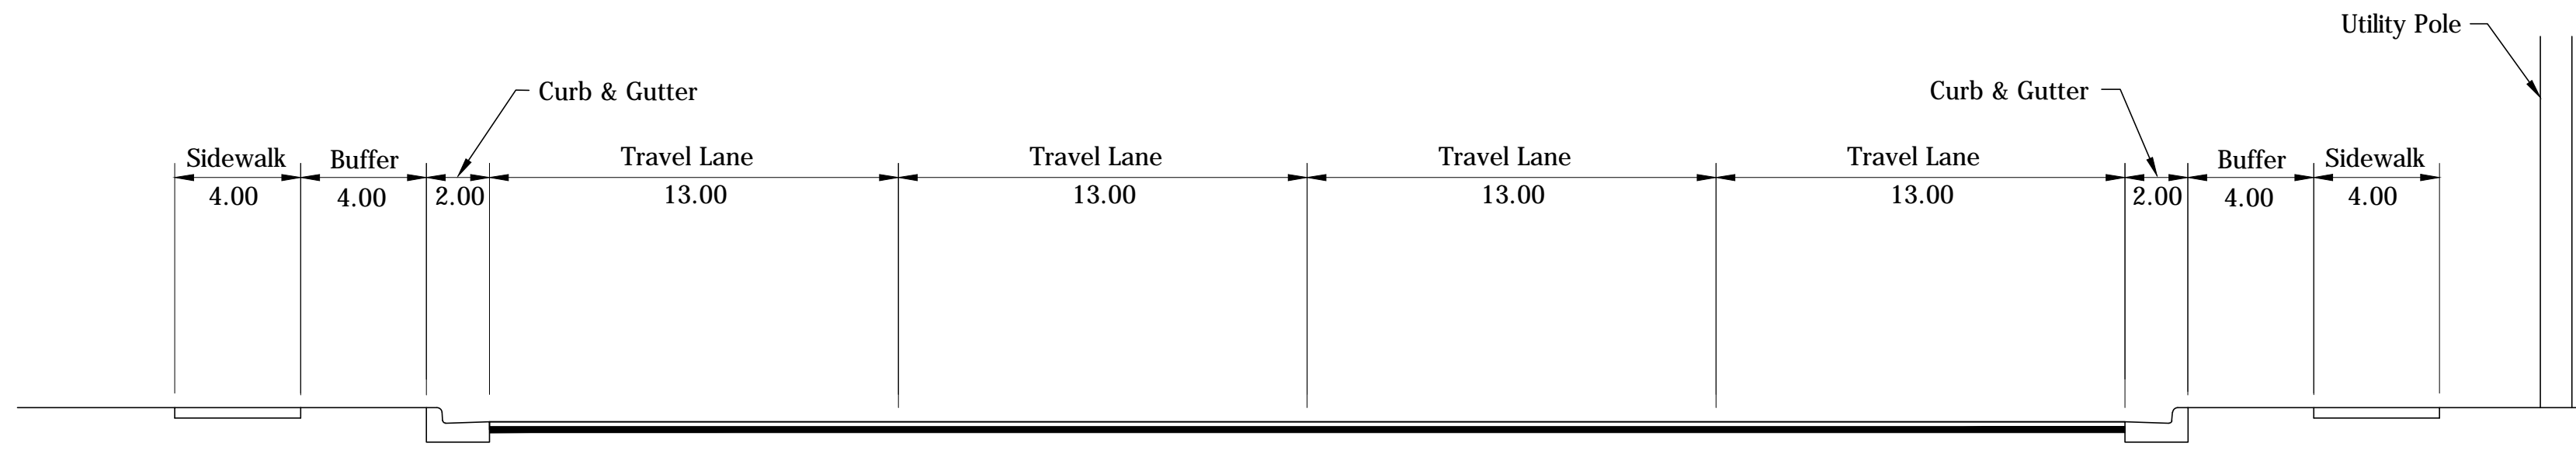 Utility Pole
Curb & Gutter
Curb & Gutter
Sidewalk Buffer Travel Lane Travel Lane Travel Lane Travel Lane Buffer Sidewalk
4.00 4.00 2.00 13.00 13.00 13.00 13.00 2.00 4.00 4.00